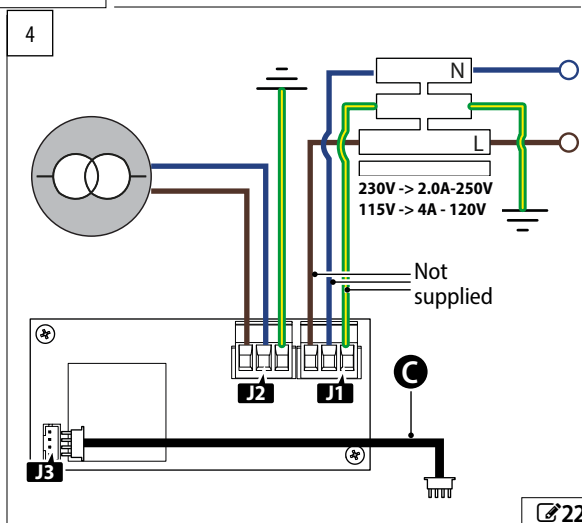 4
N
L
230V -> 2.0A-250V
115V -> 4A - 120V
Not
supplied
J2
J1
C
J3
22